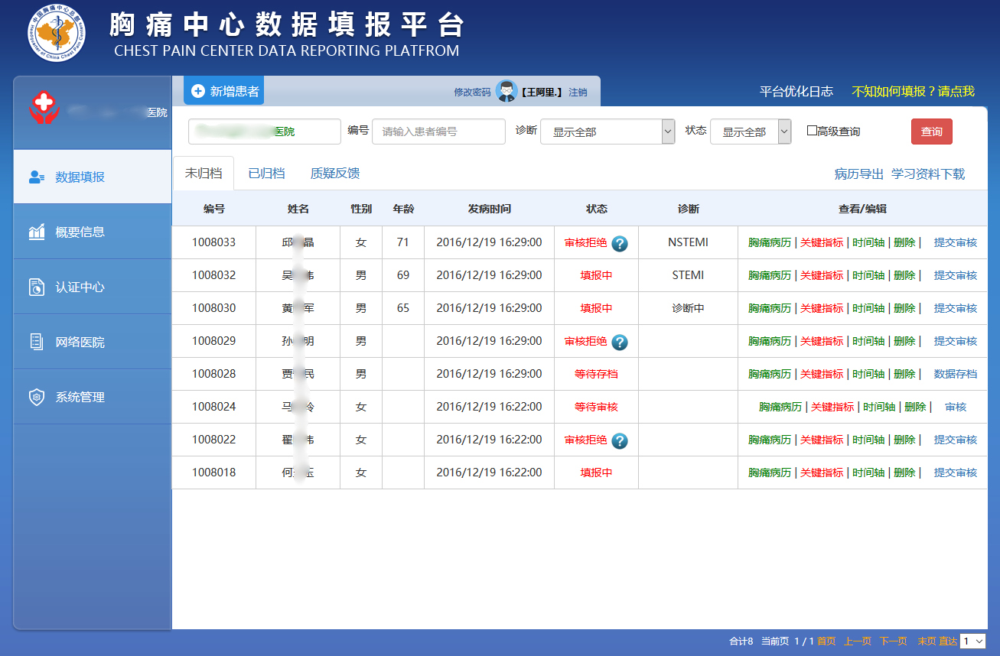 中国胸痛中心总部
Headquarter of China Chest Pain Centers
胸痛中心数据填报平台
CHEST PAIN CENTER DATA REPORTING PLATFROM
医院
新增患者 修改密码 【王阿里.】 注销 平台优化日志 不知如何填报？请点我
医院 编号 请输入患者编号 诊断 显示全部 状态 显示全部 高级查询 查询
数据填报
概要信息
认证中心
网络医院
系统管理
未归档 已归档 质疑反馈 病历导出 学习资料下载
编号 姓名 性别 年龄 发病时间 状态 诊断 查看/编辑
1008033 邱 晶 女 71 2016/12/19 16:29:00 审核拒绝 ? NSTEMI 胸痛病历 | 关键指标 | 时间轴 | 删除 | 提交审核
1008032 吴 伟 男 69 2016/12/19 16:29:00 填报中 STEMI 胸痛病历 | 关键指标 | 时间轴 | 删除 | 提交审核
1008030 黄 军 男 65 2016/12/19 16:29:00 填报中 诊断中 胸痛病历 | 关键指标 | 时间轴 | 删除 | 提交审核
1008029 孙 明 男 2016/12/19 16:29:00 审核拒绝 ? 胸痛病历 | 关键指标 | 时间轴 | 删除 | 提交审核
1008028 贾 民 男 2016/12/19 16:29:00 等待存档 胸痛病历 | 关键指标 | 时间轴 | 删除 | 数据存档
1008024 马 女 2016/12/19 16:22:00 等待审核 胸痛病历 | 关键指标 | 时间轴 | 删除 | 审核
1008022 翟 伟 女 2016/12/19 16:22:00 审核拒绝 ? 胸痛病历 | 关键指标 | 时间轴 | 删除 | 提交审核
1008018 何 玉 女 2016/12/19 16:22:00 填报中 胸痛病历 | 关键指标 | 时间轴 | 删除 | 提交审核
合计8 当前页 1 / 1 首页 上一页 下一页 末页 直达 1